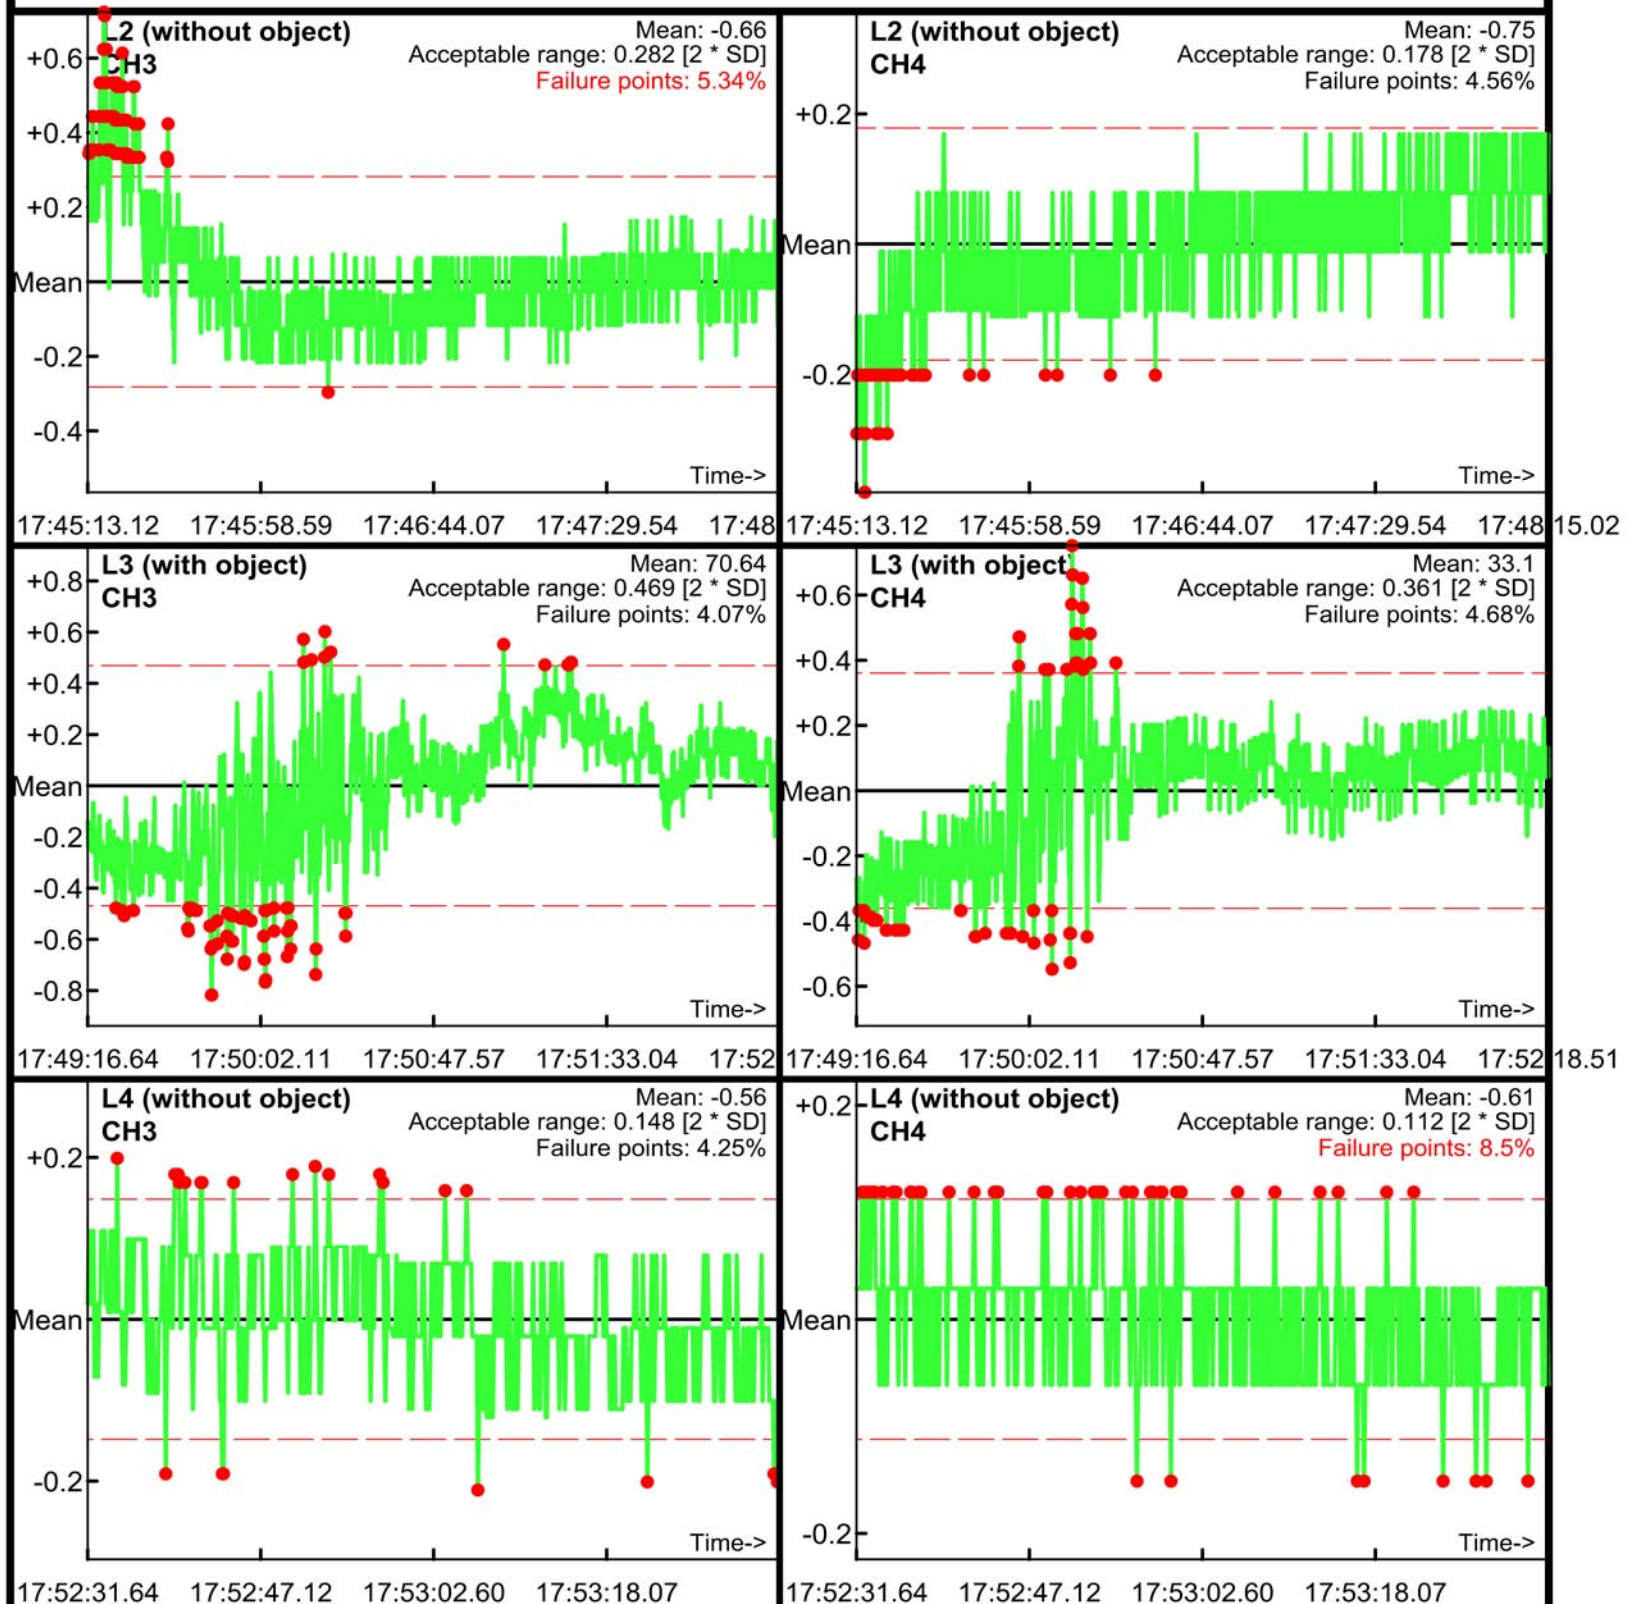 L2 (without object)
CH3
Mean: -0.66
Acceptable range: 0.282 [2 * SD]
Failure points: 5.34%
+0.6
+0.4
+0.2
Mean
-0.2
-0.4
Time->
17:45:13.12 17:45:58.59 17:46:44.07 17:47:29.54 17:48
L2 (without object)
CH4
Mean: -0.75
Acceptable range: 0.178 [2 * SD]
Failure points: 4.56%
+0.2
Mean
-0.2
Time->
17:45:13.12 17:45:58.59 17:46:44.07 17:47:29.54 17:48:15.02
L3 (with object)
CH3
Mean: 70.64
Acceptable range: 0.469 [2 * SD]
Failure points: 4.07%
+0.8
+0.6
+0.4
+0.2
Mean
-0.2
-0.4
-0.6
-0.8
Time->
17:49:16.64 17:50:02.11 17:50:47.57 17:51:33.04 17:52
L3 (with object)
CH4
Mean: 33.1
Acceptable range: 0.361 [2 * SD]
Failure points: 4.68%
+0.6
+0.4
+0.2
Mean
-0.2
-0.4
-0.6
Time->
17:49:16.64 17:50:02.11 17:50:47.57 17:51:33.04 17:52:18.51
L4 (without object)
CH3
Mean: -0.56
Acceptable range: 0.148 [2 * SD]
Failure points: 4.25%
+0.2
Mean
-0.2
Time->
17:52:31.64 17:52:47.12 17:53:02.60 17:53:18.07
L4 (without object)
CH4
Mean: -0.61
Acceptable range: 0.112 [2 * SD]
Failure points: 8.5%
+0.2
Mean
-0.2
Time->
17:52:31.64 17:52:47.12 17:53:02.60 17:53:18.07